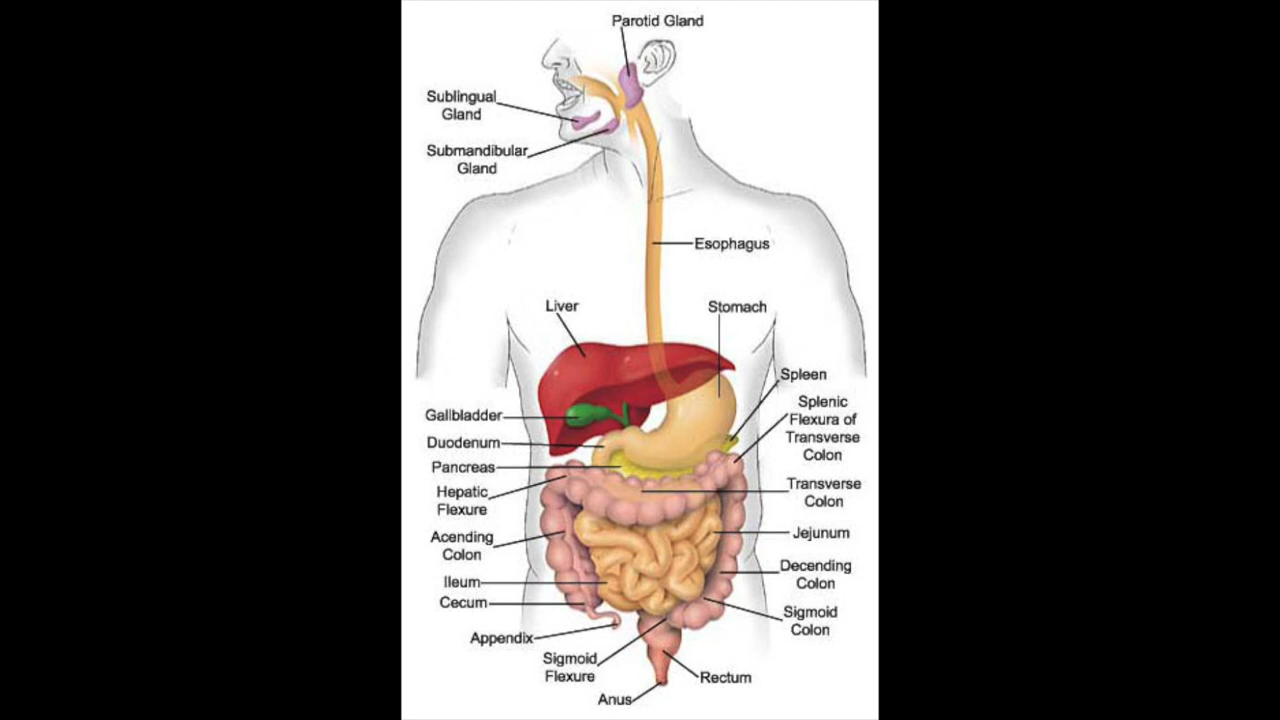 Parotid Gland
Sublingual
Gland
Submandibular
Gland
Esophagus
Liver
Stomach
Spleen
Splenic
Flexura of
Transverse
Colon
Gallbladder
Duodenum
Pancreas
Hepatic
Flexure
Transverse
Colon
Acending
Colon
Jejunum
Ileum
Decending
Colon
Cecum
Sigmoid
Colon
Appendix
Sigmoid
Flexure
Rectum
Anus